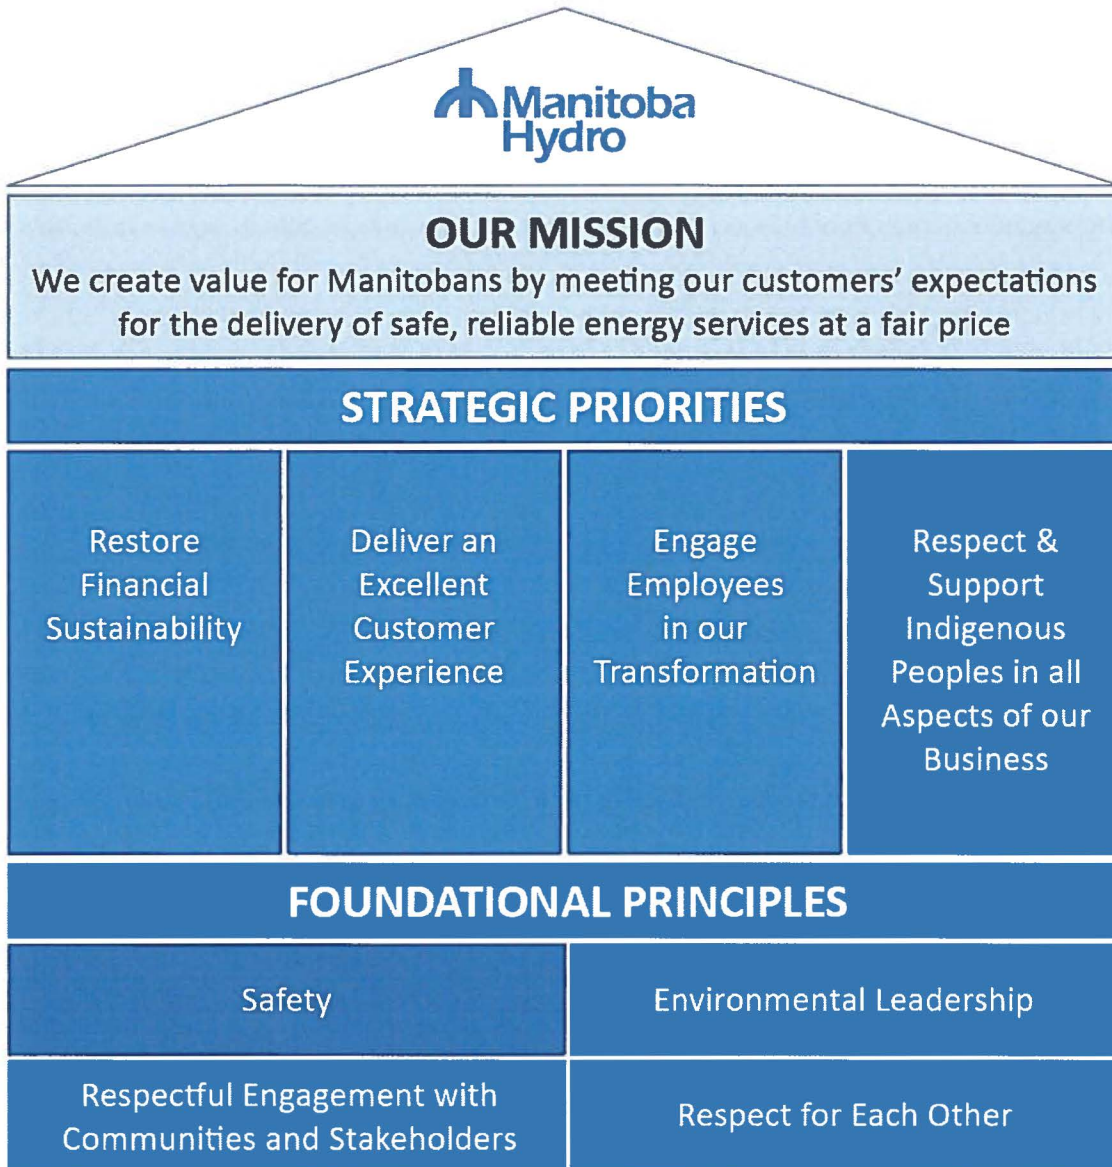 Manitoba
Hydro
OUR MISSION
We create value for Manitobans by meeting our customers’ expectations
for the delivery of safe, reliable energy services at a fair price
STRATEGIC PRIORITIES
Restore
Financial
Sustainability
Deliver an
Excellent
Customer
Experience
Engage
Employees
in our
Transformation
Respect &
Support
Indigenous
Peoples in all
Aspects of our
Business
FOUNDATIONAL PRINCIPLES
Safety
Environmental Leadership
Respectful Engagement with
Communities and Stakeholders
Respect for Each Other